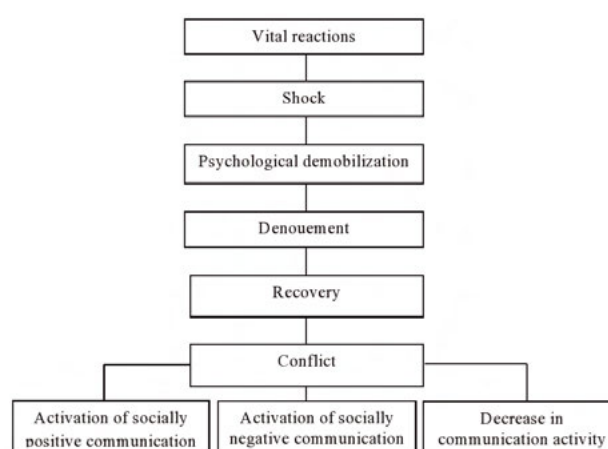 Vital reactions
Shock
Psychological demobilization
Denouement
Recovery
Conflict
Activation of socially
positive communication
Activation of socially
negative communication
Decrease in
communication activity